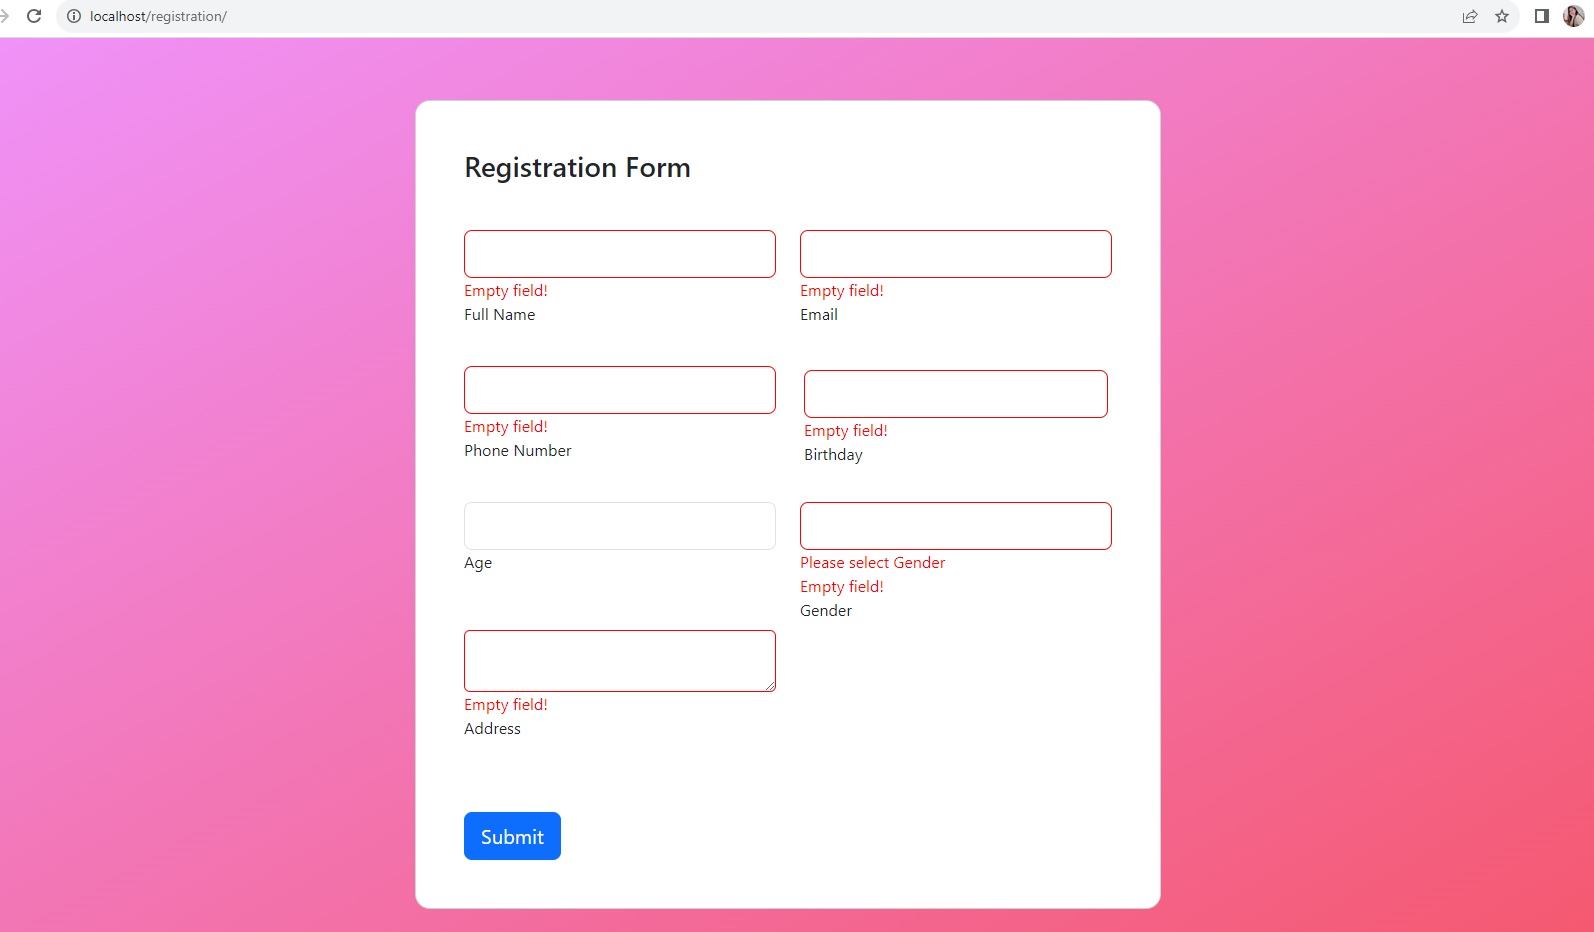 localhost/registration/
Registration Form
Empty field!
Full Name
Empty field!
Email
Empty field!
Phone Number
Empty field!
Birthday
Age
Please select Gender
Empty field!
Gender
Empty field!
Address
Submit